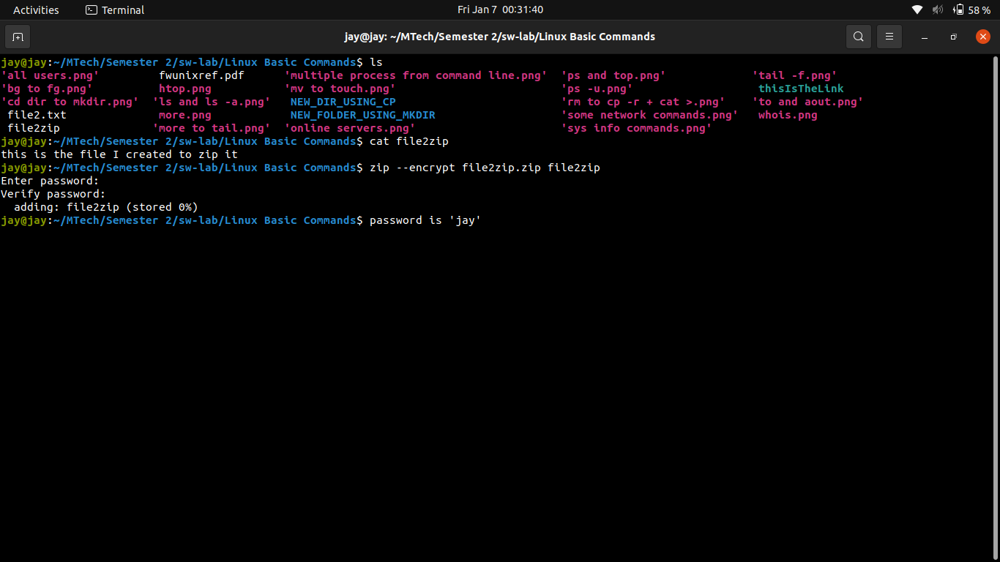 Activities Terminal Fri Jan 7 00:31:40 58 %
jay@jay: ~/MTech/Semester 2/sw-lab/Linux Basic Commands
jay@jay:~/MTech/Semester 2/sw-lab/Linux Basic Commands$ ls
'all users.png' fwunixref.pdf 'multiple process from command line.png' 'ps and top.png' 'tail -f.png'
'bg to fg.png' htop.png 'mv to touch.png' 'ps -u.png' thisIsTheLink
'cd dir to mkdir.png' 'ls and ls -a.png' NEW_DIR_USING_CP 'rm to cp -r + cat >.png' 'to and aout.png'
file2.txt more.png NEW_FOLDER_USING_MKDIR 'some network commands.png' whois.png
file2zip 'more to tail.png' 'online servers.png' 'sys info commands.png'
jay@jay:~/MTech/Semester 2/sw-lab/Linux Basic Commands$ cat file2zip
this is the file I created to zip it
jay@jay:~/MTech/Semester 2/sw-lab/Linux Basic Commands$ zip --encrypt file2zip.zip file2zip
Enter password:
Verify password:
  adding: file2zip (stored 0%)
jay@jay:~/MTech/Semester 2/sw-lab/Linux Basic Commands$ password is 'jay'